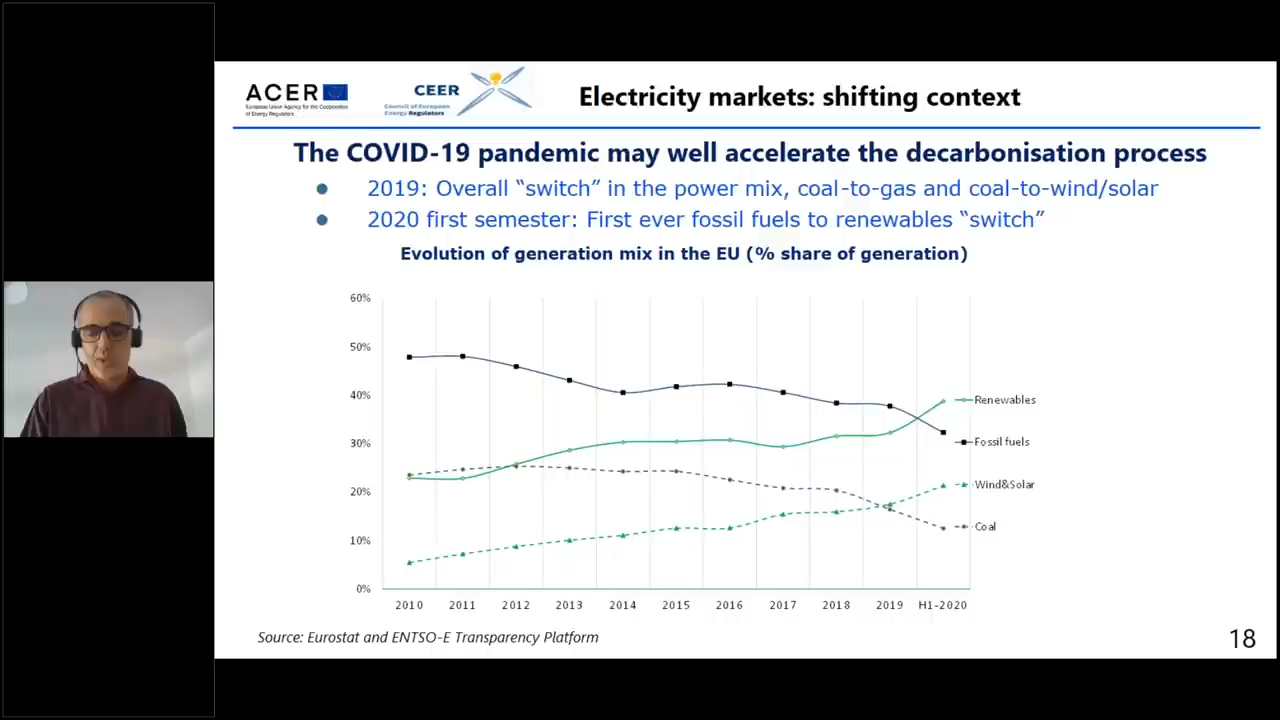 ACER
European Union Agency for the Cooperation
of Energy Regulators
CEER
Council of European
Energy Regulators
Electricity markets: shifting context
The COVID-19 pandemic may well accelerate the decarbonisation process
2019: Overall “switch” in the power mix, coal-to-gas and coal-to-wind/solar
2020 first semester: First ever fossil fuels to renewables “switch”
Evolution of generation mix in the EU (% share of generation)
60%
50%
40%
30%
20%
10%
0%
Renewables
Fossil fuels
Wind&Solar
Coal
2010 2011 2012 2013 2014 2015 2016 2017 2018 2019 H1-2020
Source: Eurostat and ENTSO-E Transparency Platform
18